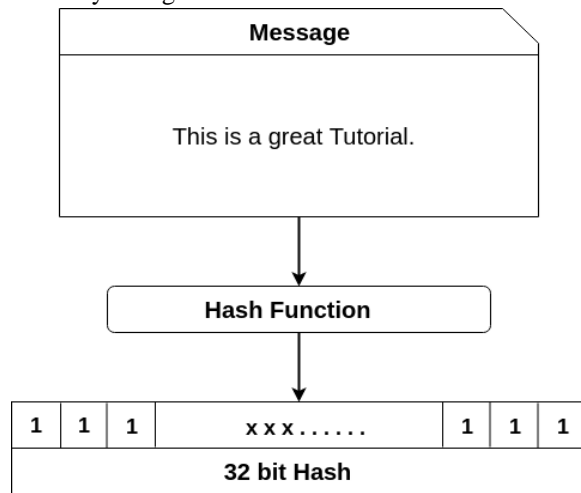 Message
This is a great Tutorial.
Hash Function
1 1 1 x x x . . . . . . 1 1 1
32 bit Hash